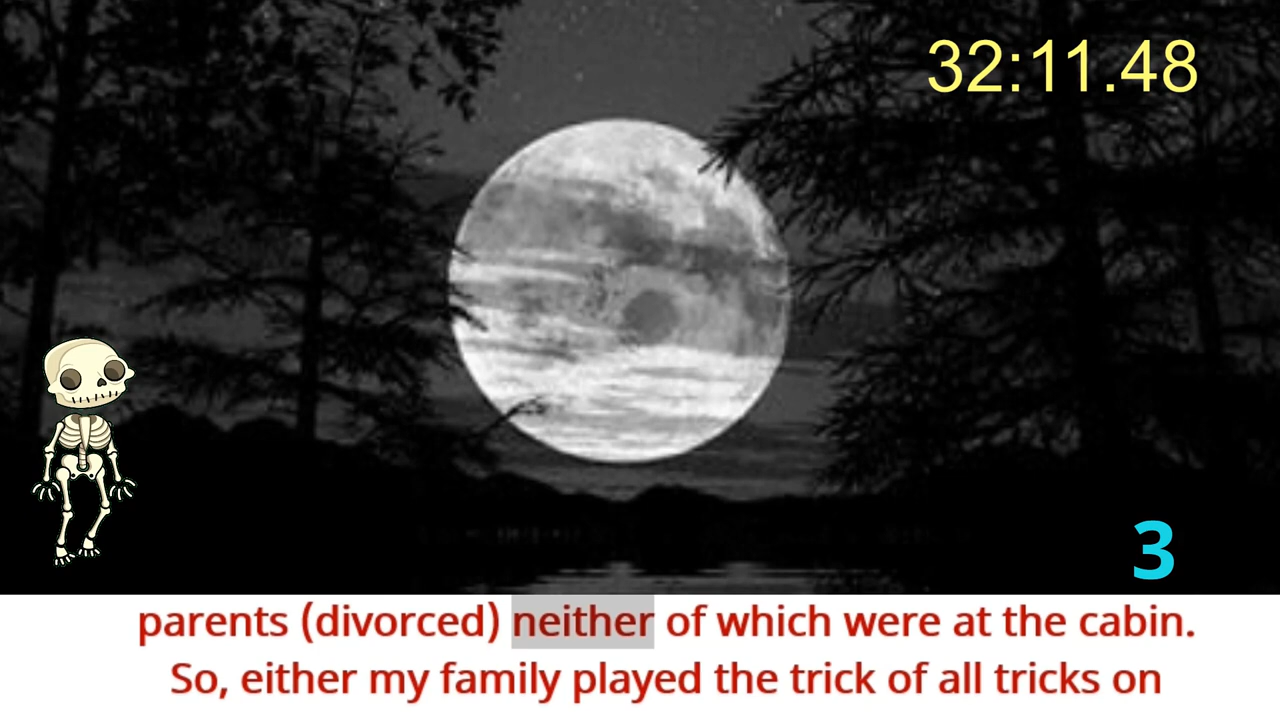 32:11.48
3
parents (divorced) neither of which were at the cabin.
So, either my family played the trick of all tricks on